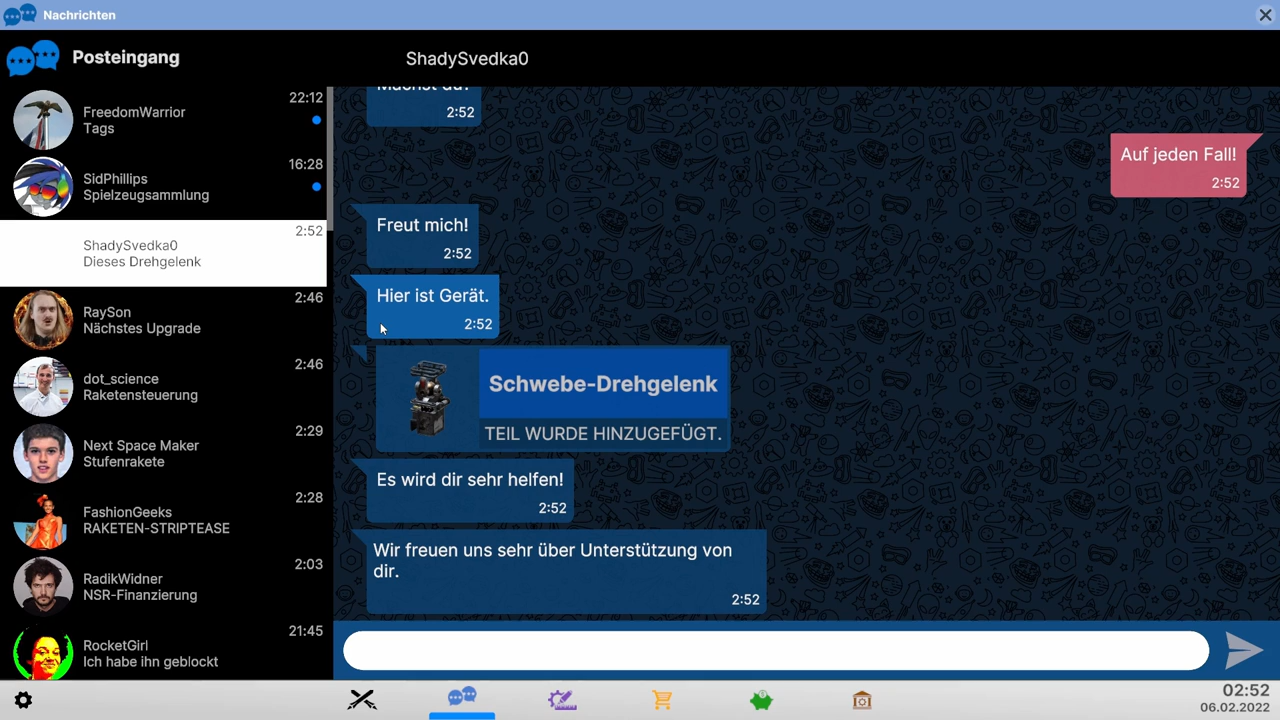 Nachrichten
Posteingang
ShadySvedka0
FreedomWarrior
Tags
22:12
SidPhillips
Spielzeugsammlung
16:28
ShadySvedka0
Dieses Drehgelenk
2:52
RaySon
Nächstes Upgrade
2:46
dot_science
Raketensteuerung
2:46
Next Space Maker
Stufenrakete
2:29
FashionGeeks
RAKETEN-STRIPTEASE
2:28
RadikWidner
NSR-Finanzierung
2:03
RocketGirl
Ich habe ihn geblockt
21:45
Machst du?
2:52
Auf jeden Fall!
2:52
Freut mich!
2:52
Hier ist Gerät.
2:52
Schwebe-Drehgelenk
TEIL WURDE HINZUGEFÜGT.
Es wird dir sehr helfen!
2:52
Wir freuen uns sehr über Unterstützung von
dir.
2:52
02:52
06.02.2022